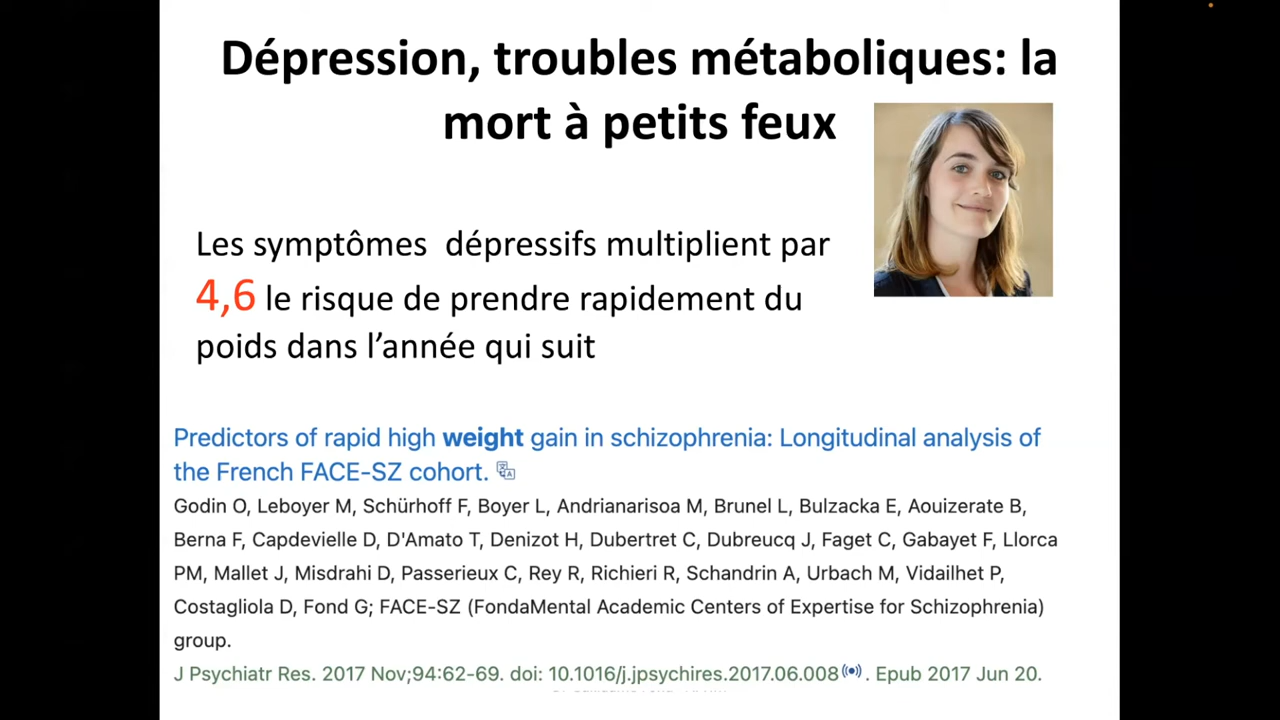 Dépression, troubles métaboliques: la
mort à petits feux
Les symptômes dépressifs multiplient par
4,6 le risque de prendre rapidement du
poids dans l’année qui suit
Predictors of rapid high weight gain in schizophrenia: Longitudinal analysis of
the French FACE-SZ cohort.
Godin O, Leboyer M, Schürhoff F, Boyer L, Andrianarisoa M, Brunel L, Bulzacka E, Aouizerate B,
Berna F, Capdevielle D, D'Amato T, Denizot H, Dubertret C, Dubreucq J, Faget C, Gabayet F, Llorca
PM, Mallet J, Misdrahi D, Passerieux C, Rey R, Richieri R, Schandrin A, Urbach M, Vidailhet P,
Costagliola D, Fond G; FACE-SZ (FondaMental Academic Centers of Expertise for Schizophrenia)
group.
J Psychiatr Res. 2017 Nov;94:62-69. doi: 10.1016/j.jpsychires.2017.06.008. Epub 2017 Jun 20.